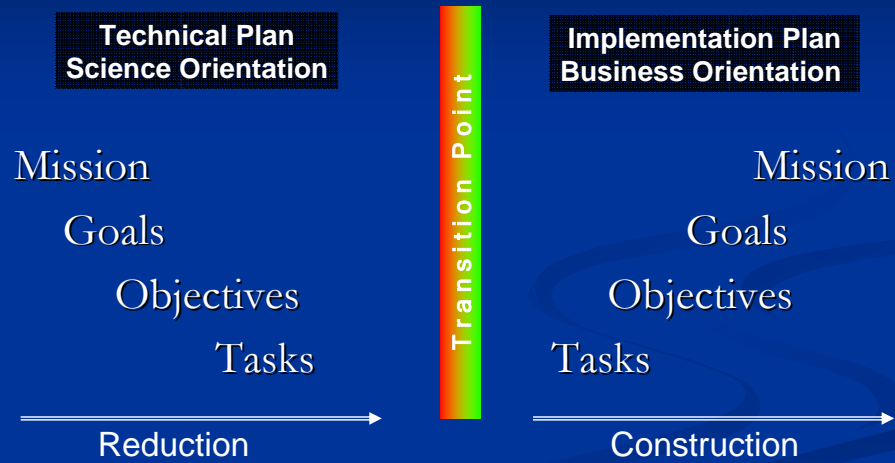 Technical Plan
Science Orientation
Mission
Goals
Objectives
Tasks
Reduction
Transition Point
Implementation Plan
Business Orientation
Mission
Goals
Objectives
Tasks
Construction